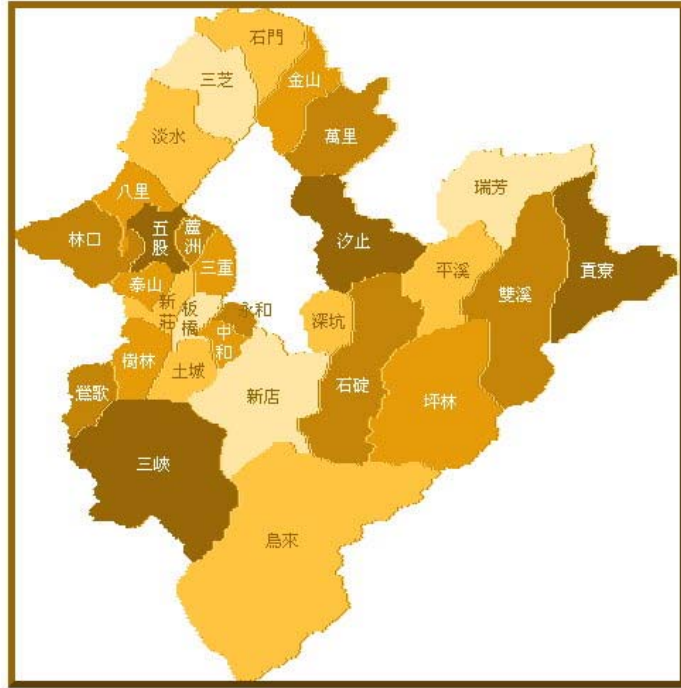 石門
三芝
金山
淡水
萬里
瑞芳
八里
五股
蘆洲
林口
汐止
三重
平溪
貢寮
泰山
新莊
板橋
永和
雙溪
深坑
中和
樹林
土城
石碇
鶯歌
新店
坪林
三峽
烏來